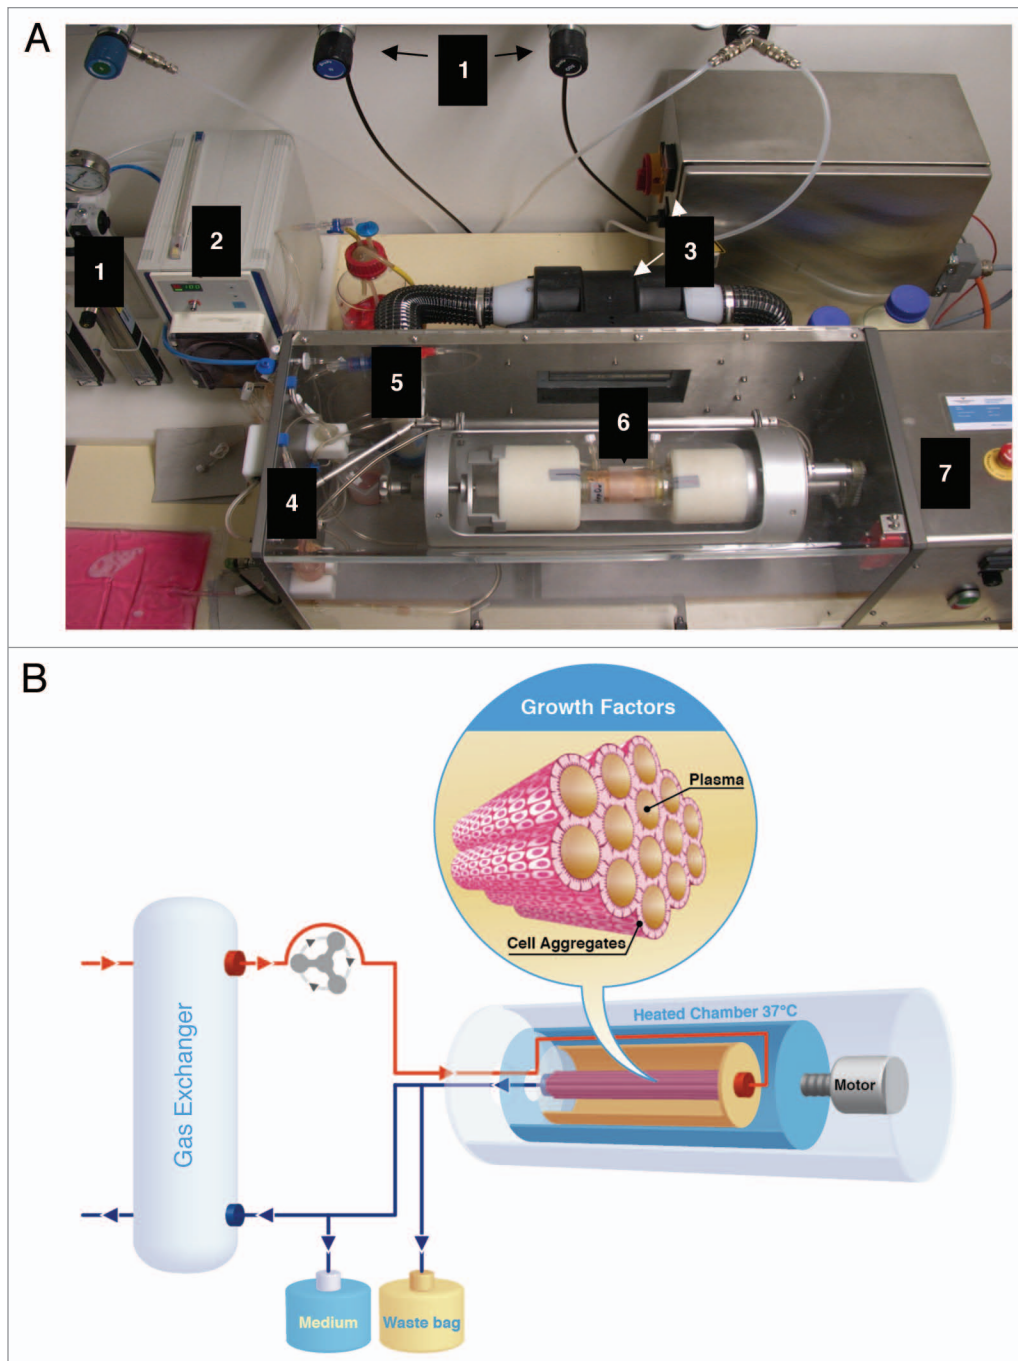 A
1
1
2
3
5
6
4
7
B
Growth Factors
Plasma
Cell Aggregates
Gas Exchanger
Heated Chamber 37°C
Motor
Medium
Waste bag